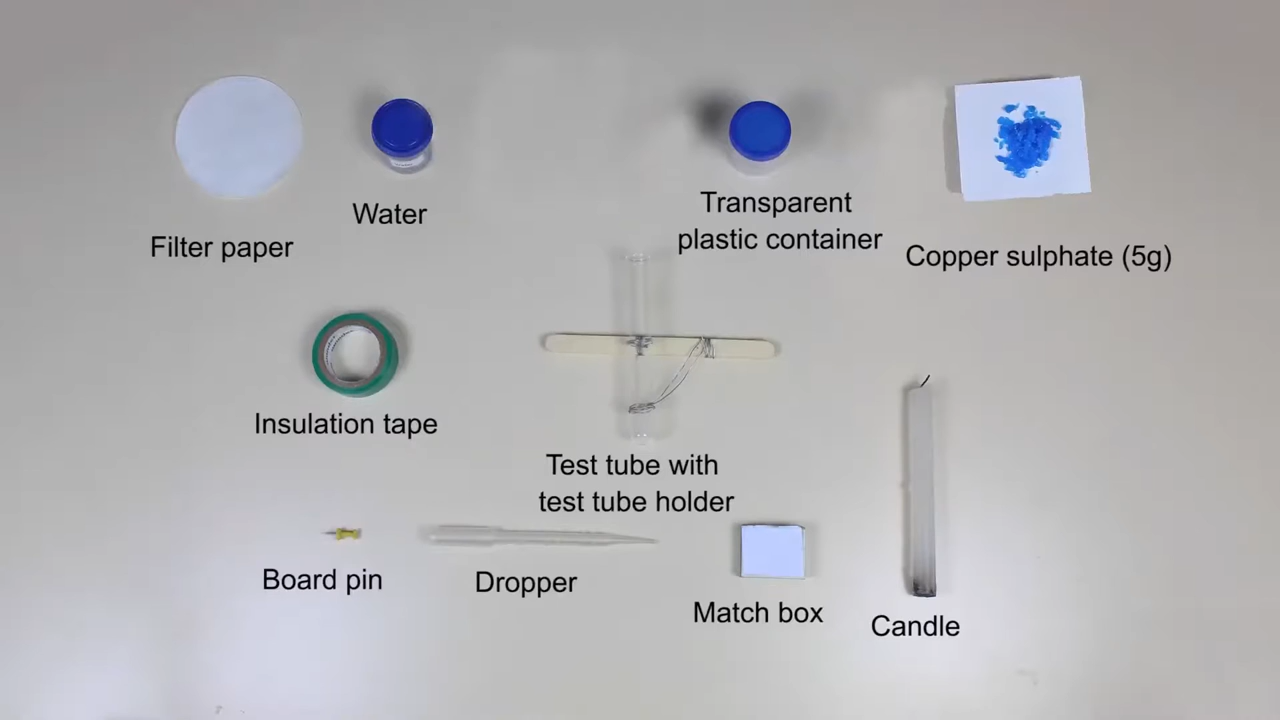 Filter paper
Water
Transparent
plastic container
Copper sulphate (5g)
Insulation tape
Test tube with
test tube holder
Board pin
Dropper
Match box
Candle